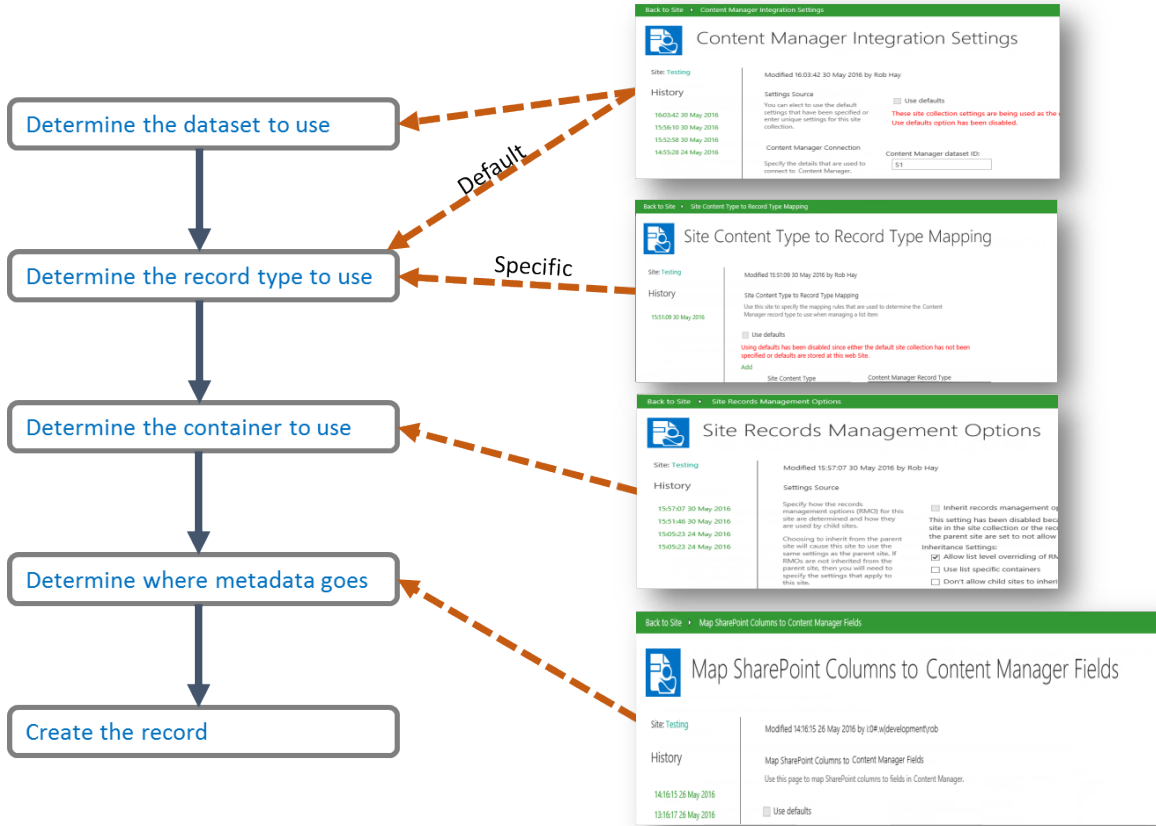 Determine the dataset to use
Determine the record type to use
Determine the container to use
Determine where metadata goes
Create the record
Default
Specific
Back to Site ▸ Content Manager Integration Settings
Content Manager Integration Settings
Site: Testing
History
16:03:42 30 May 2016
15:56:10 30 May 2016
15:52:58 30 May 2016
14:55:28 24 May 2016
Modified 16:03:42 30 May 2016 by Rob Hay
Settings Source
You can elect to use the default
settings that have been specified or
enter unique settings for this site
collection.
Use defaults
These site collection settings are being used as the
Use defaults option has been disabled.
Content Manager Connection
Specify the details that are used to
connect to Content Manager.
Content Manager dataset ID:
S1
Back to Site ▸ Site Content Type to Record Type Mapping
Site Content Type to Record Type Mapping
Site: Testing
History
15:51:09 30 May 2016
Modified 15:51:09 30 May 2016 by Rob Hay
Site Content Type to Record Type Mapping
Use this site to specify the mapping rules that are used to determine the Content
Manager record type to use when managing a list item
Use defaults
Using defaults has been disabled since either the default site collection has not been
specified or defaults are stored at this web Site.
Add
Site Content Type Content Manager Record Type
Back to Site ▸ Site Records Management Options
Site Records Management Options
Site: Testing
History
15:57:07 30 May 2016
15:51:46 30 May 2016
15:05:23 24 May 2016
15:05:23 24 May 2016
Modified 15:57:07 30 May 2016 by Rob Hay
Settings Source
Specify how the records
management options (RMO) for this
site are determined and how they
are used by child sites.
Choosing to inherit from the parent
site will cause this site to use the
same settings as the parent site. If
RMOs are not inherited from the
parent site, then you will need to
specify the settings that apply to
this site.
Inherit records management
This setting has been disabled
site in the site collection or the
the parent site are set to not allow
Inheritance Settings:
Allow list level overriding of
Use list specific containers
Don't allow child sites to
Back to Site ▸ Map SharePoint Columns to Content Manager Fields
Map SharePoint Columns to Content Manager Fields
Site: Testing
History
14:16:15 26 May 2016
13:16:17 26 May 2016
Modified 14:16:15 26 May 2016 by i:0#.w|development\rob
Map SharePoint Columns to Content Manager Fields
Use this page to map SharePoint columns to fields in Content Manager.
Use defaults